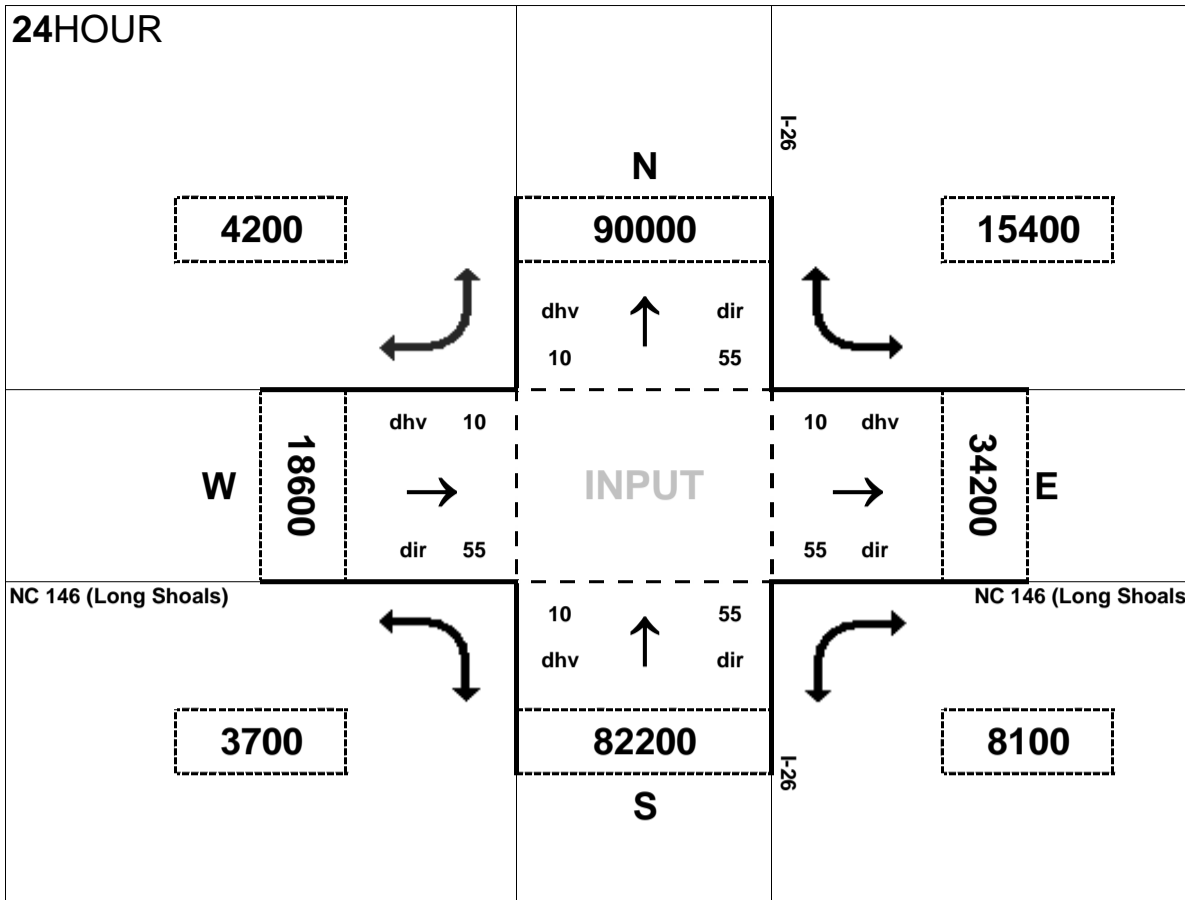 24HOUR
I-26
N
4200
90000
15400
dhv
dir
10
55
dhv 10
10 dhv
W
18600
INPUT
34200
E
dir 55
55 dir
NC 146 (Long Shoals)
NC 146 (Long Shoals
10
55
dhv
dir
3700
82200
8100
I-26
S